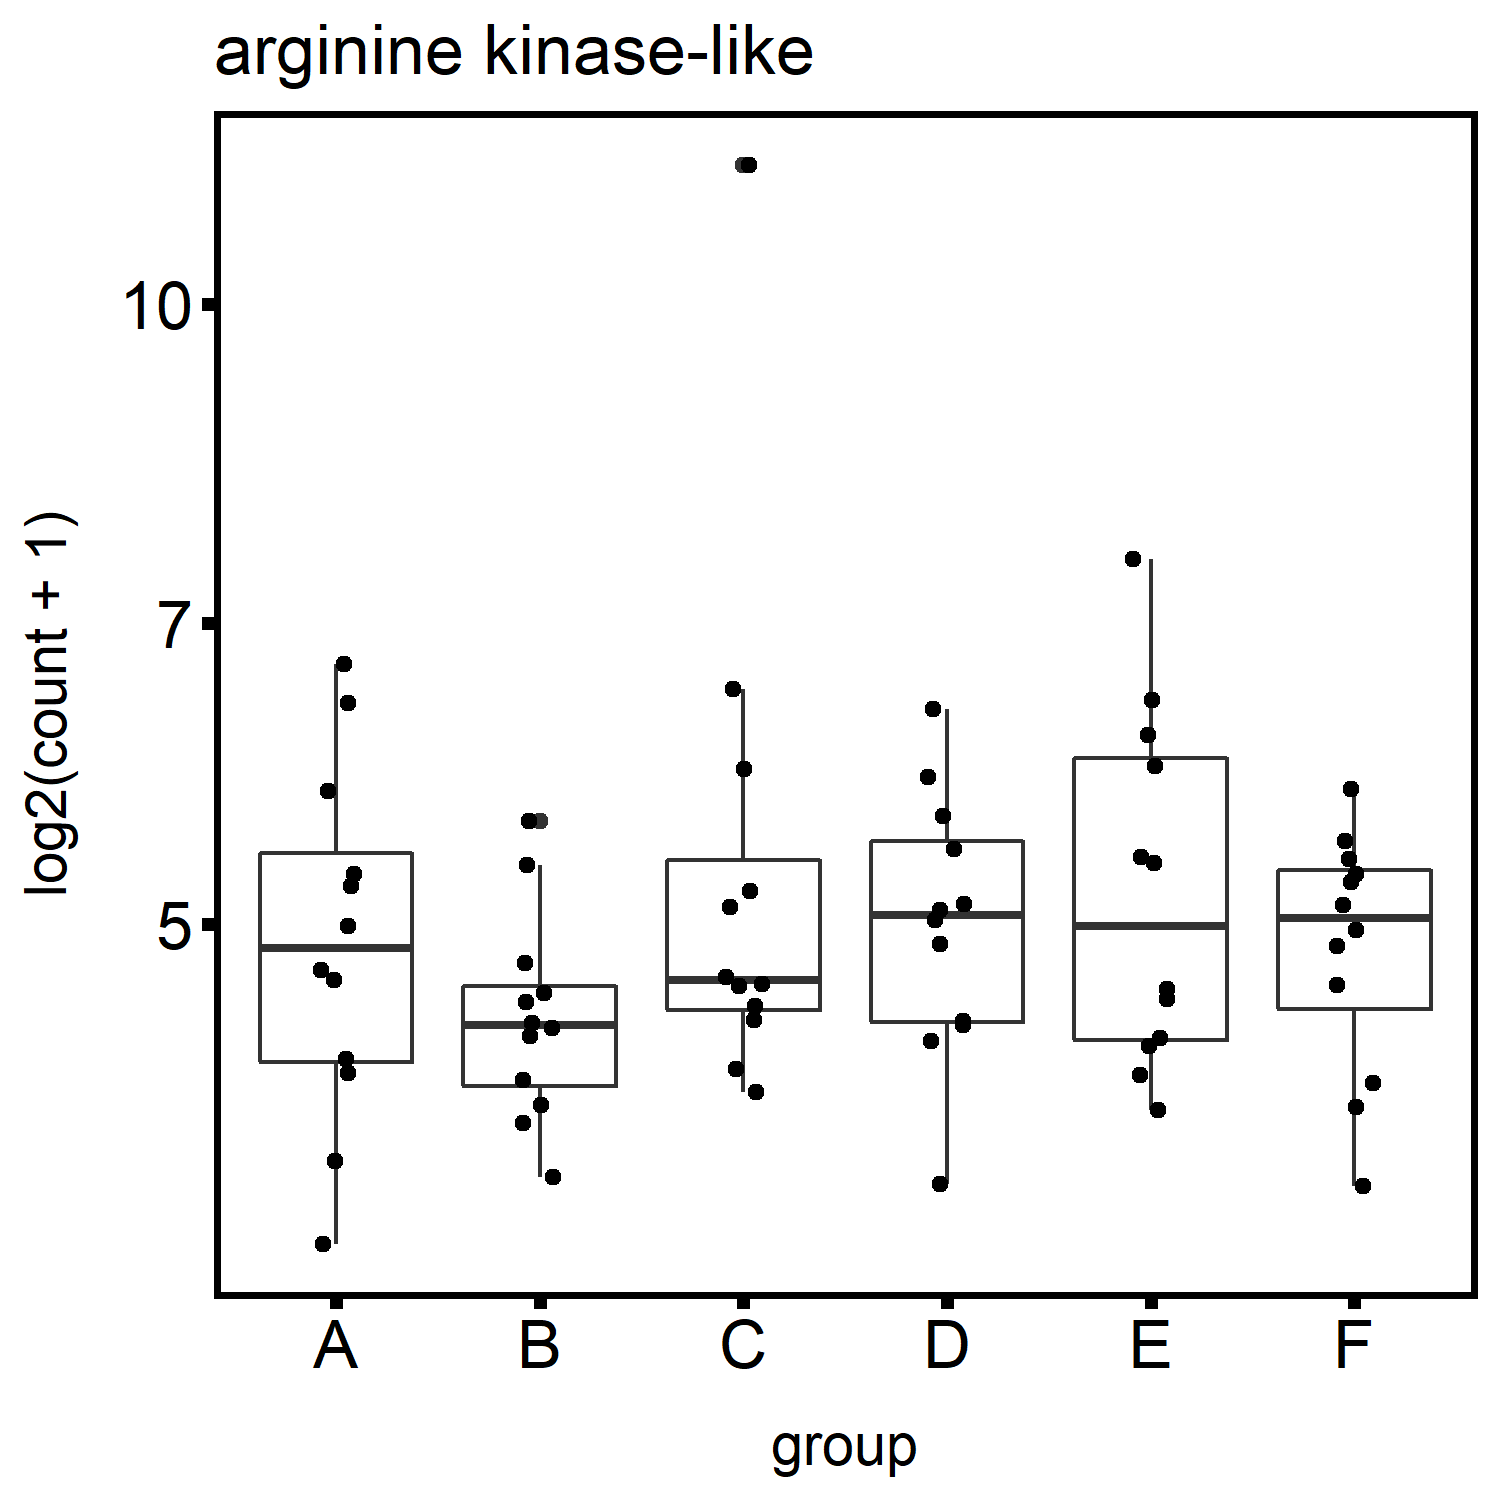 arginine kinase-like
log2(count + 1)
10
7
5
A B C D E F
group